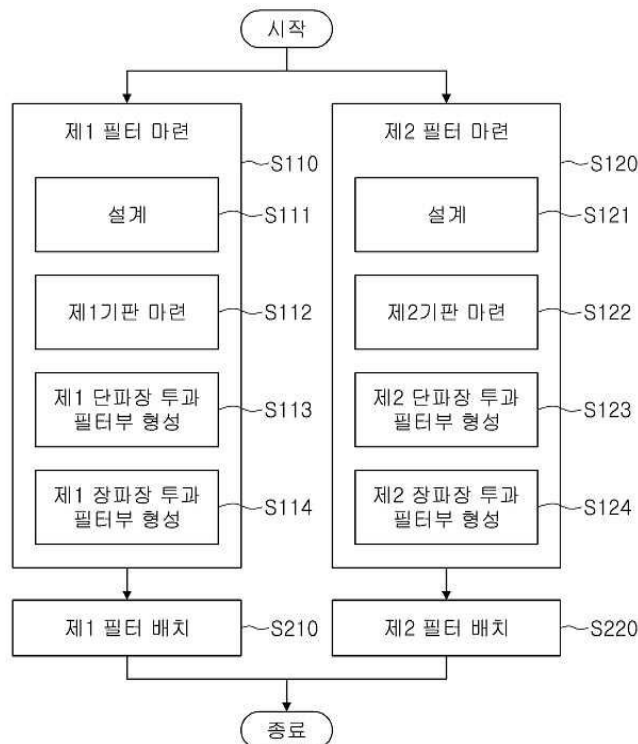 시작
제1 필터 마련
S110
설계
S111
제1기판 마련
S112
제1 단파장 투과
필터부 형성
S113
제1 장파장 투과
필터부 형성
S114
제1 필터 배치
S210
제2 필터 마련
S120
설계
S121
제2기판 마련
S122
제2 단파장 투과
필터부 형성
S123
제2 장파장 투과
필터부 형성
S124
제2 필터 배치
S220
종료